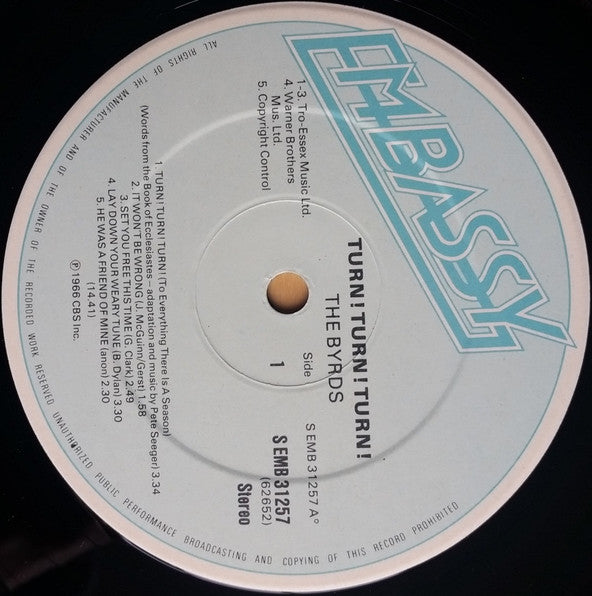 EMBASSY
TURN! TURN! TURN!
THE BYRDS
1-3. Tro-Essex Music Ltd.
4. Warner Brothers
Mus. Ltd.
5. Copyright Control
Side
1
S EMB 31257 A°
S EMB 31257
(62652)
Stereo
1. TURN! TURN! TURN! (To Everything There Is A Season)
(Words from the Book of Ecclesiastes – adaptation and music by Pete Seeger) 3.34
2. IT WON'T BE WRONG (J. McGuinn/Gerst) 1.58
3. SET YOU FREE THIS TIME (G. Clark) 2.49
4. LAY DOWN YOUR WEARY TUNE (B. Dylan) 3.30
5. HE WAS A FRIEND OF MINE (anon) 2.30
(14.41)
℗ 1966 CBS Inc.
ALL RIGHTS OF THE MANUFACTURER AND OF THE OWNER OF THE RECORDED WORK RESERVED UNAUTHORIZED PUBLIC PERFORMANCE BROADCASTING AND COPYING OF THIS RECORD PROHIBITED